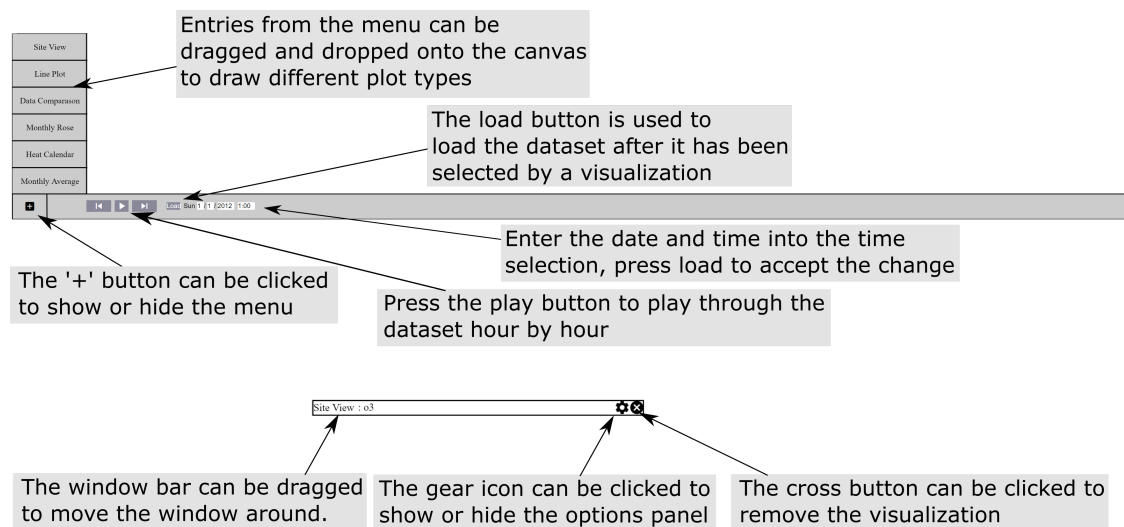 Entries from the menu can be
dragged and dropped onto the canvas
to draw different plot types
Site View
Line Plot
Data Comparason
Monthly Rose
Heat Calendar
Monthly Average
The load button is used to
load the dataset after it has been
selected by a visualization
Load Sun 1 / 1 / 2012 1:00
Enter the date and time into the time
selection, press load to accept the change
The '+' button can be clicked
to show or hide the menu
Press the play button to play through the
dataset hour by hour
Site View : o3
The window bar can be dragged
to move the window around.
The gear icon can be clicked to
show or hide the options panel
The cross button can be clicked to
remove the visualization